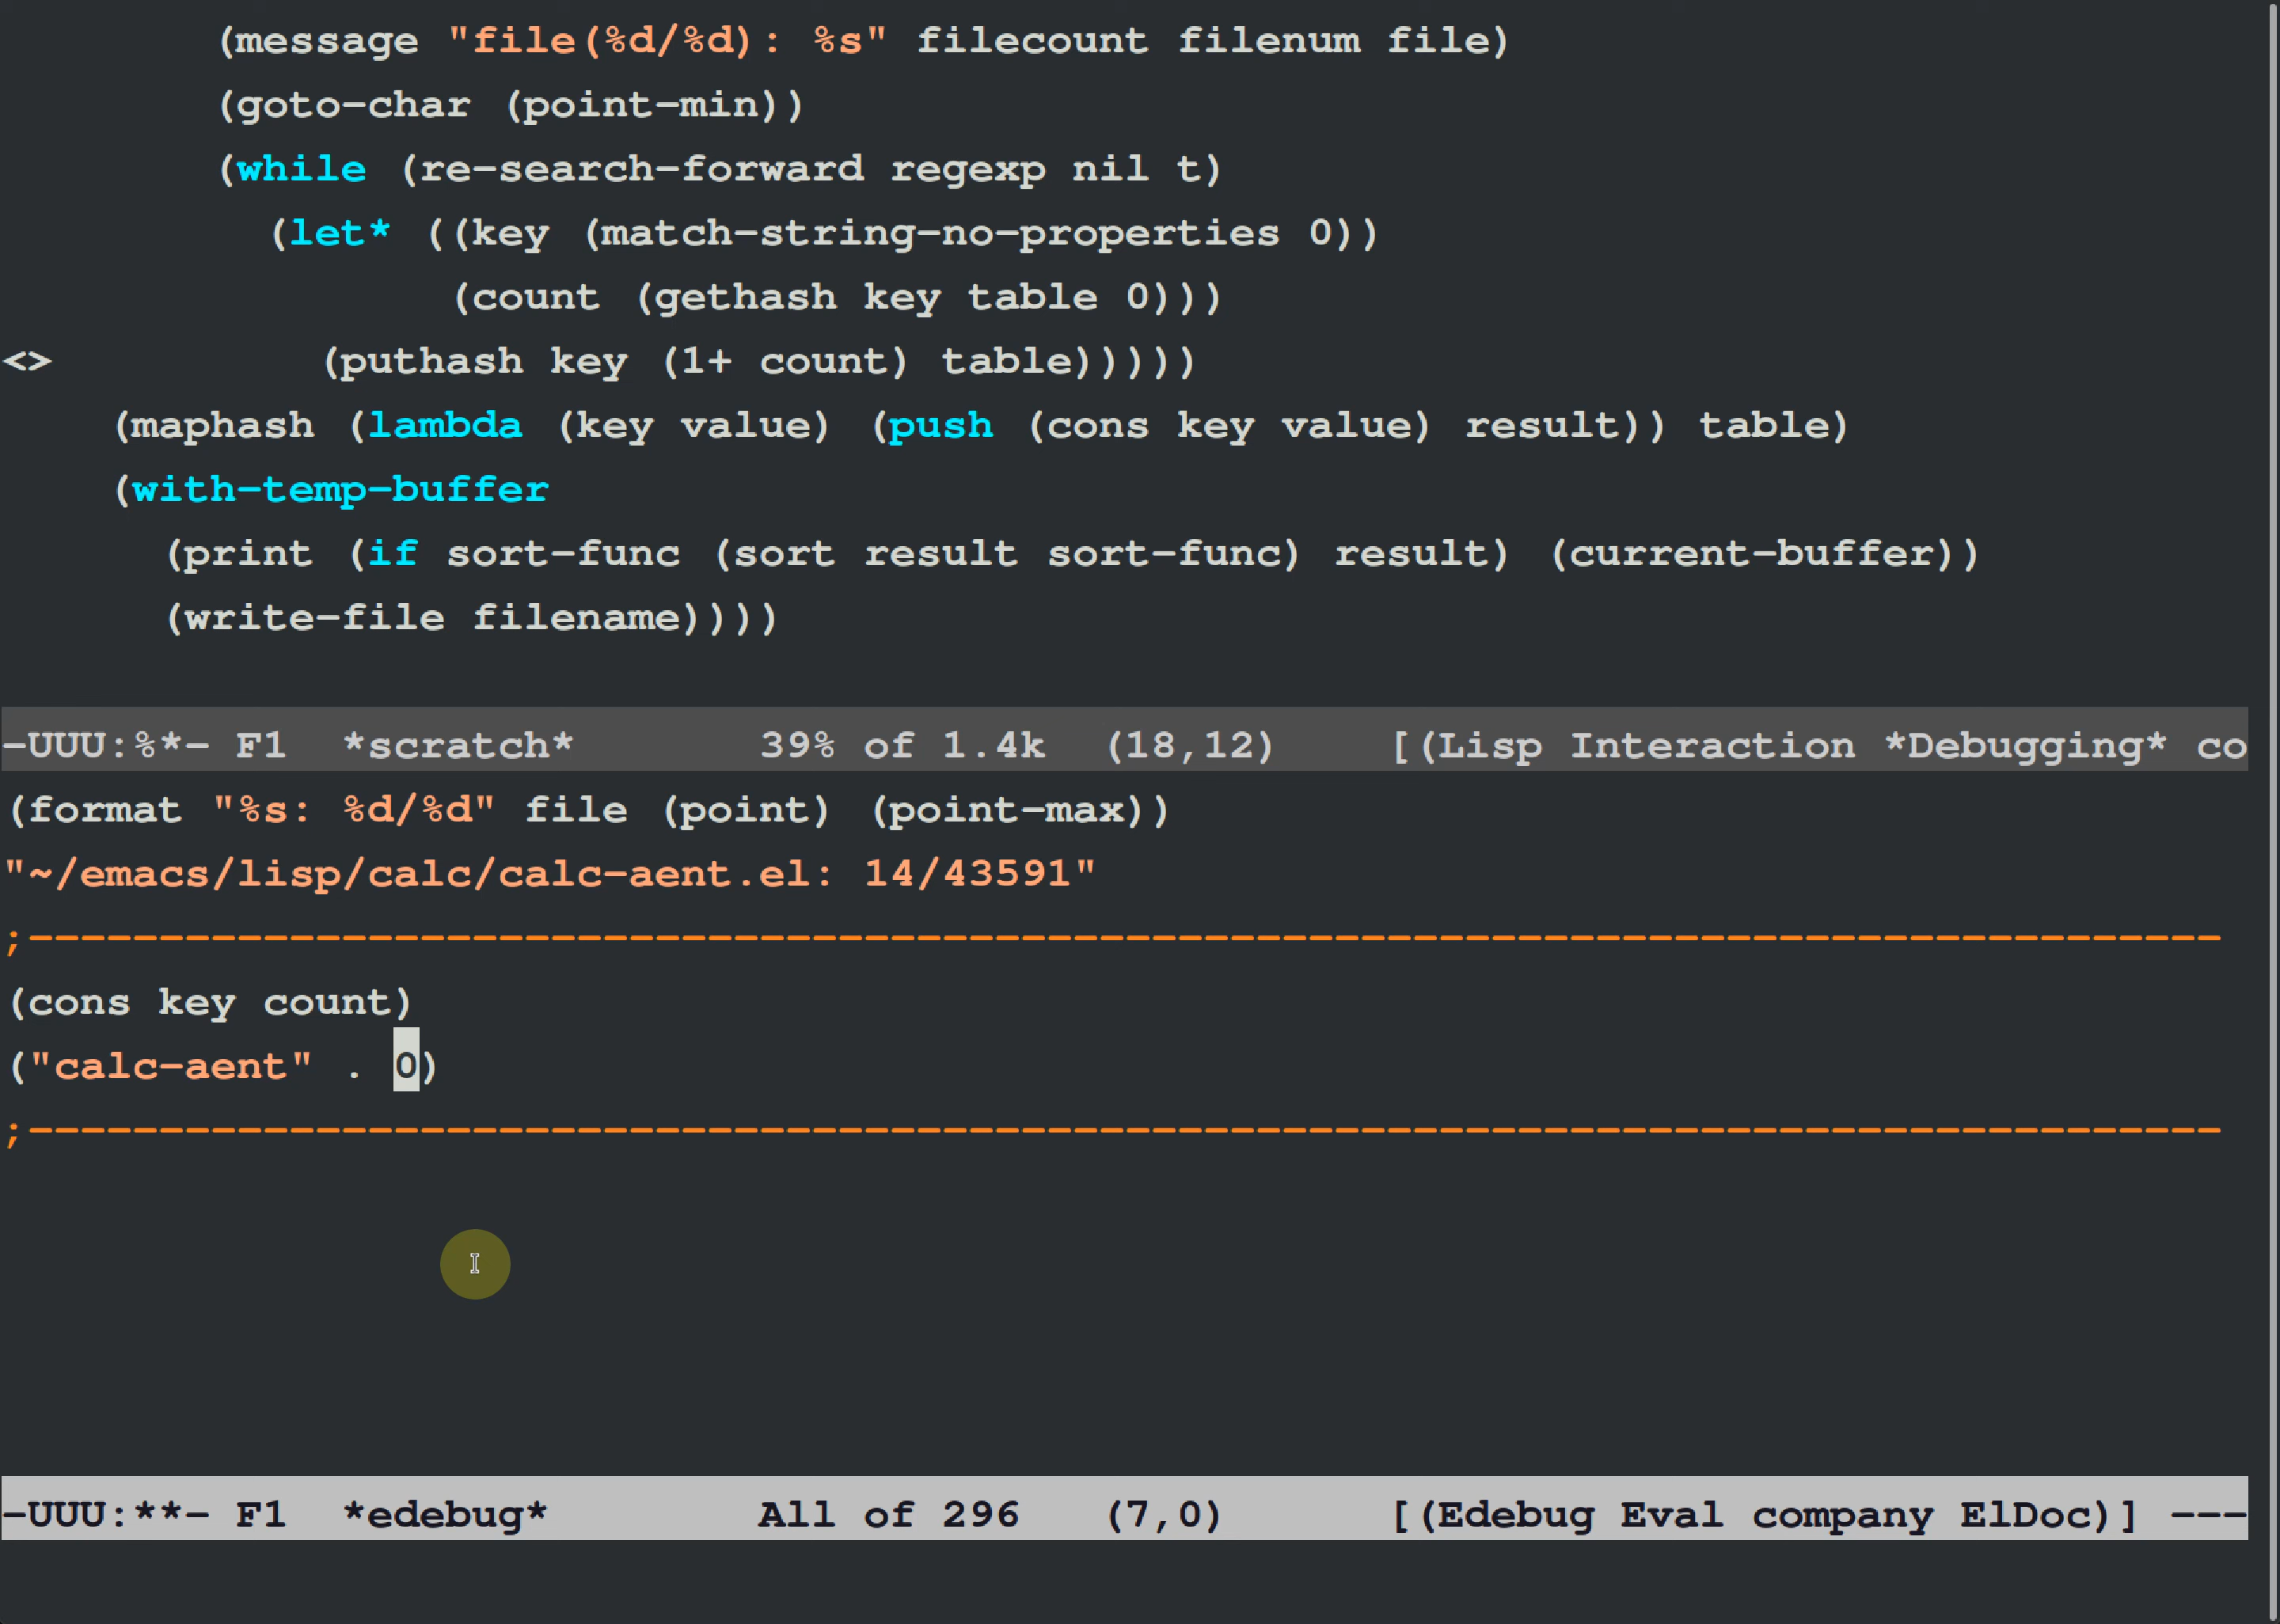 (message "file(%d/%d): %s" filecount filenum file)
(goto-char (point-min))
(while (re-search-forward regexp nil t)
(let* ((key (match-string-no-properties 0))
(count (gethash key table 0)))
<> (puthash key (1+ count) table)))))
(maphash (lambda (key value) (push (cons key value) result)) table)
(with-temp-buffer
(print (if sort-func (sort result sort-func) result) (current-buffer))
(write-file filename))))
-UUU:%*- F1 *scratch* 39% of 1.4k (18,12) [(Lisp Interaction *Debugging* co
(format "%s: %d/%d" file (point) (point-max))
"~/emacs/lisp/calc/calc-aent.el: 14/43591"
;------------------------------------------------------------------------------------
(cons key count)
("calc-aent" . 0)
;------------------------------------------------------------------------------------
-UUU:**- F1 *edebug* All of 296 (7,0) [(Edebug Eval company ElDoc)] ---